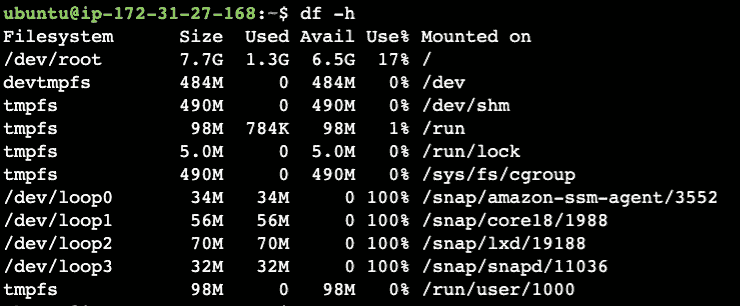 ubuntu@ip-172-31-27-168:~$ df -h
Filesystem      Size  Used Avail Use% Mounted on
/dev/root       7.7G  1.3G  6.5G  17% /
devtmpfs        484M     0  484M   0% /dev
tmpfs           490M     0  490M   0% /dev/shm
tmpfs            98M  784K   98M   1% /run
tmpfs           5.0M     0  5.0M   0% /run/lock
tmpfs           490M     0  490M   0% /sys/fs/cgroup
/dev/loop0       34M   34M     0 100% /snap/amazon-ssm-agent/3552
/dev/loop1       56M   56M     0 100% /snap/core18/1988
/dev/loop2       70M   70M     0 100% /snap/lxd/19188
/dev/loop3       32M   32M     0 100% /snap/snapd/11036
tmpfs            98M     0   98M   0% /run/user/1000